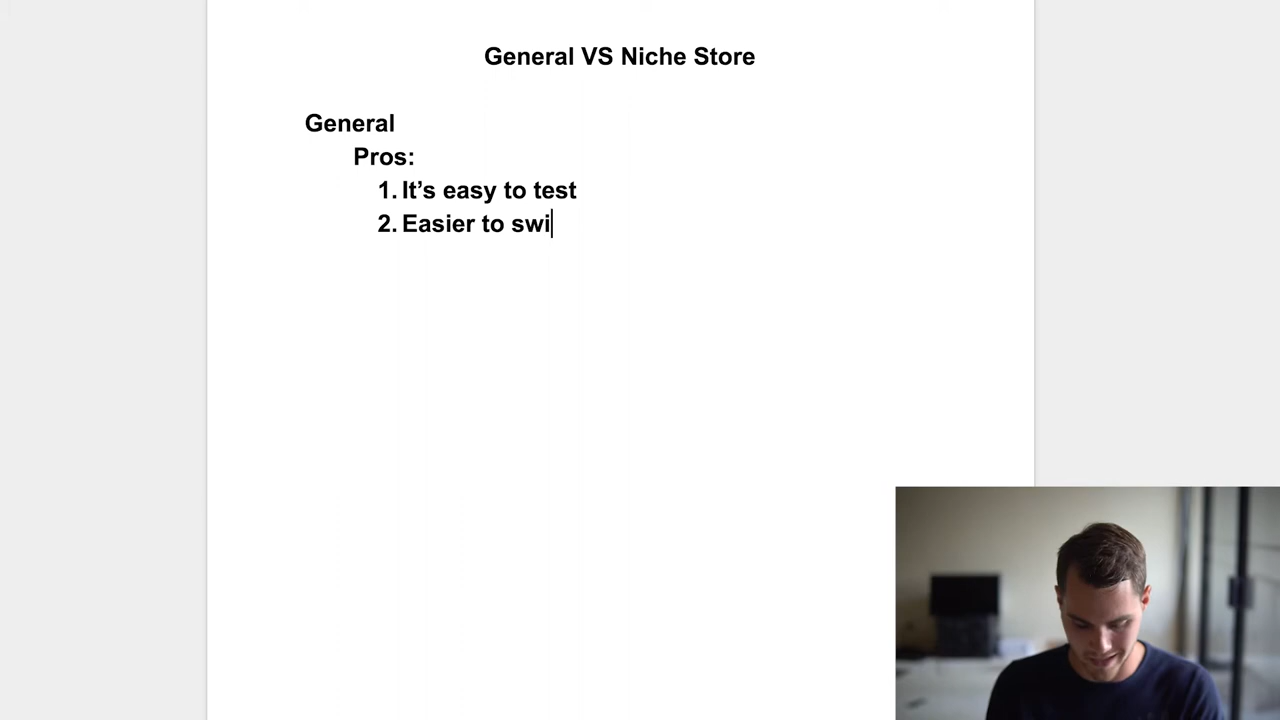 General VS Niche Store
General
Pros:
1. It’s easy to test
2. Easier to swi